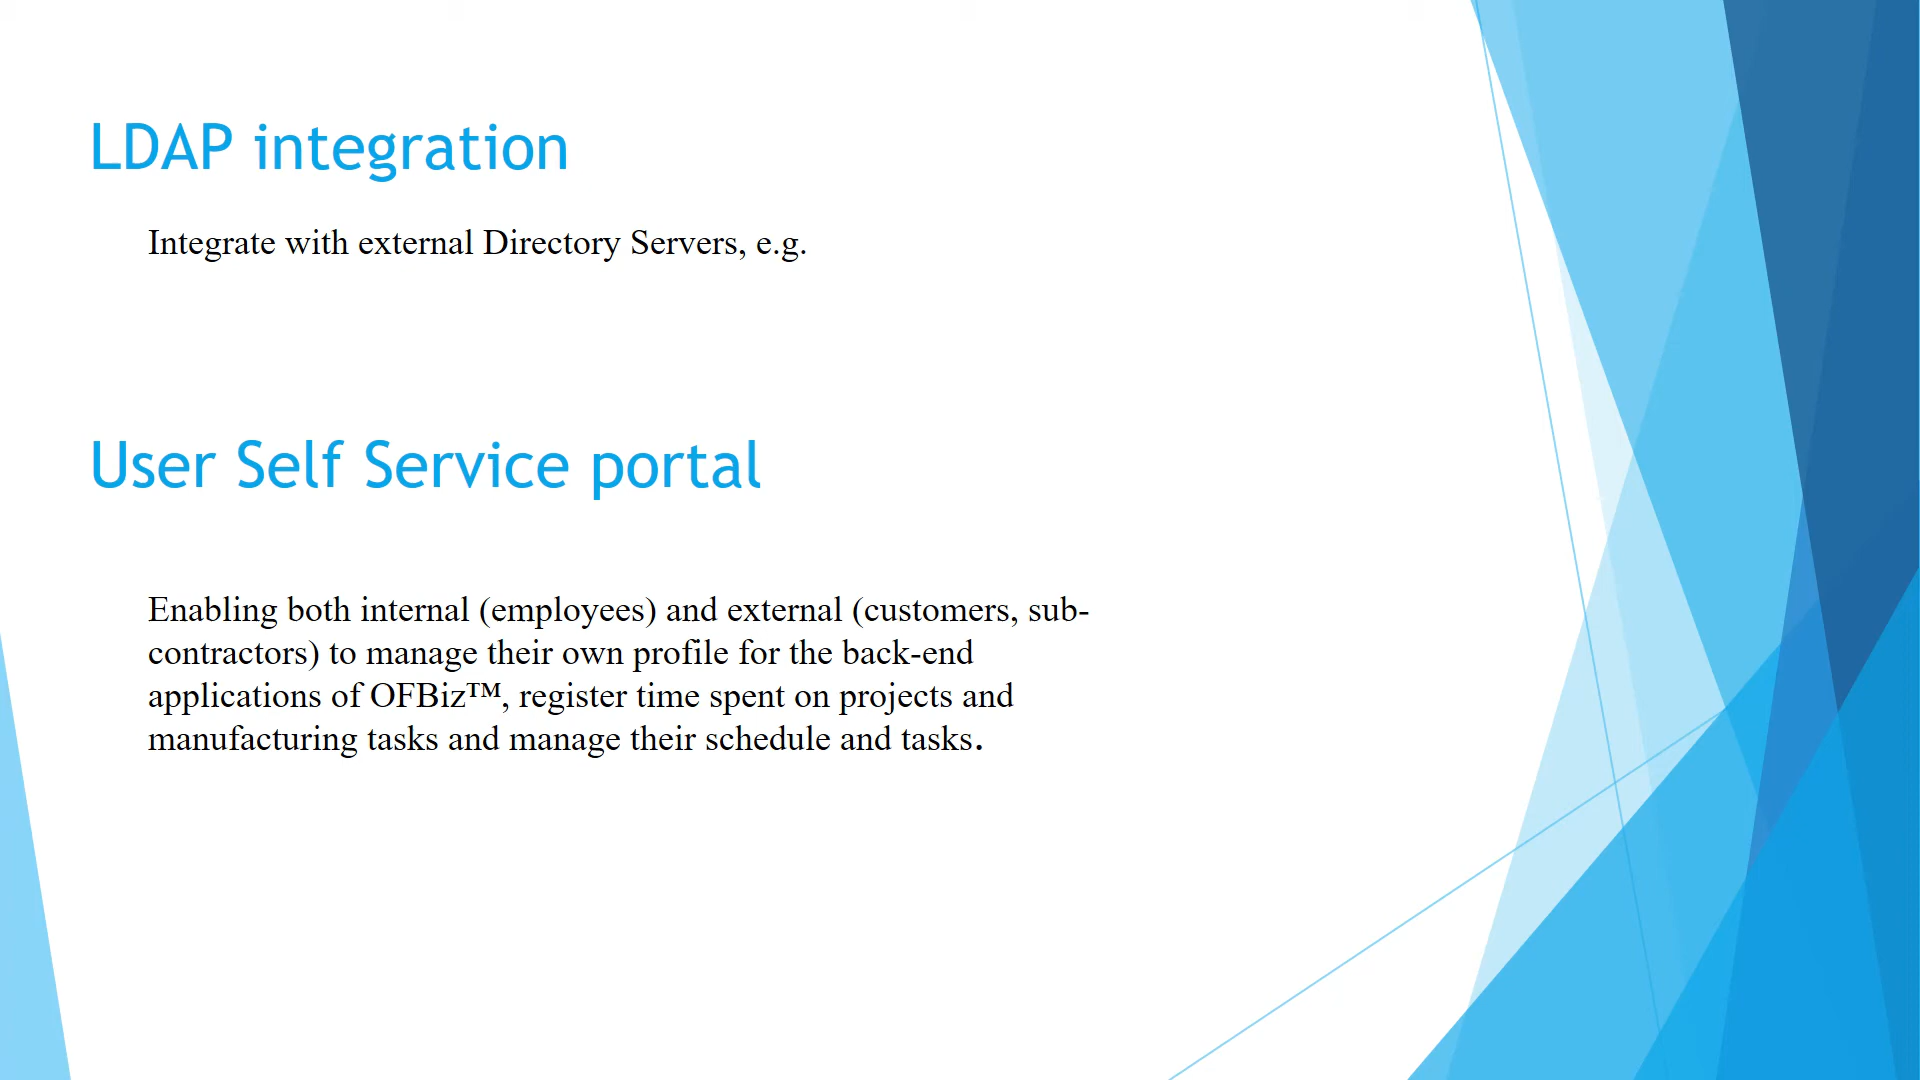 LDAP integration
Integrate with external Directory Servers, e.g.
User Self Service portal
Enabling both internal (employees) and external (customers, sub-
contractors) to manage their own profile for the back-end
applications of OFBiz™, register time spent on projects and
manufacturing tasks and manage their schedule and tasks.